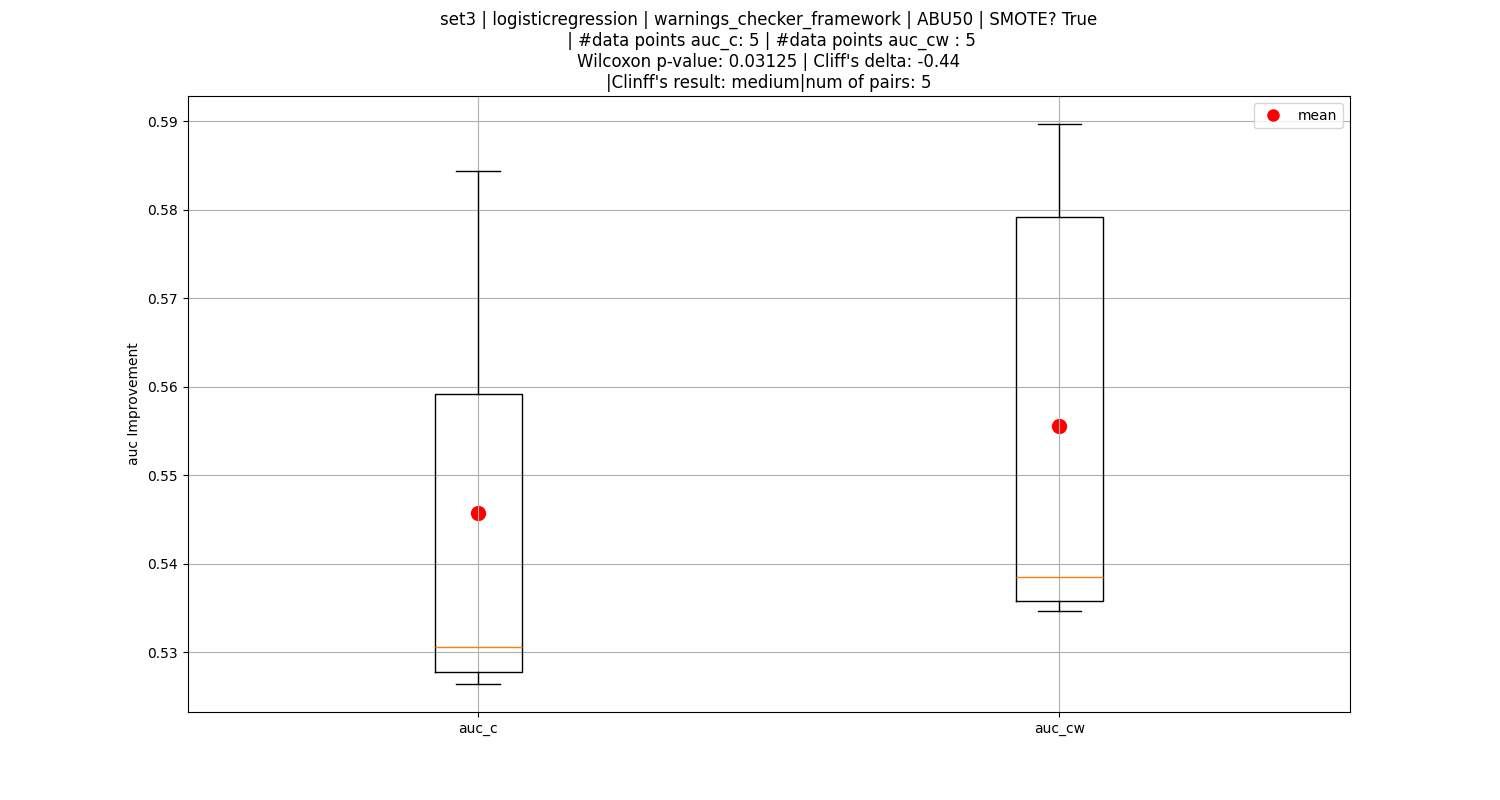 set3 | logisticregression | warnings_checker_framework | ABU50 | SMOTE? True
| #data points auc_c: 5 | #data points auc_cw : 5
Wilcoxon p-value: 0.03125 | Cliff's delta: -0.44
|Clinff's result: medium|num of pairs: 5
mean
0.59
0.58
0.57
0.56
0.55
0.54
0.53
auc Improvement
auc_c
auc_cw